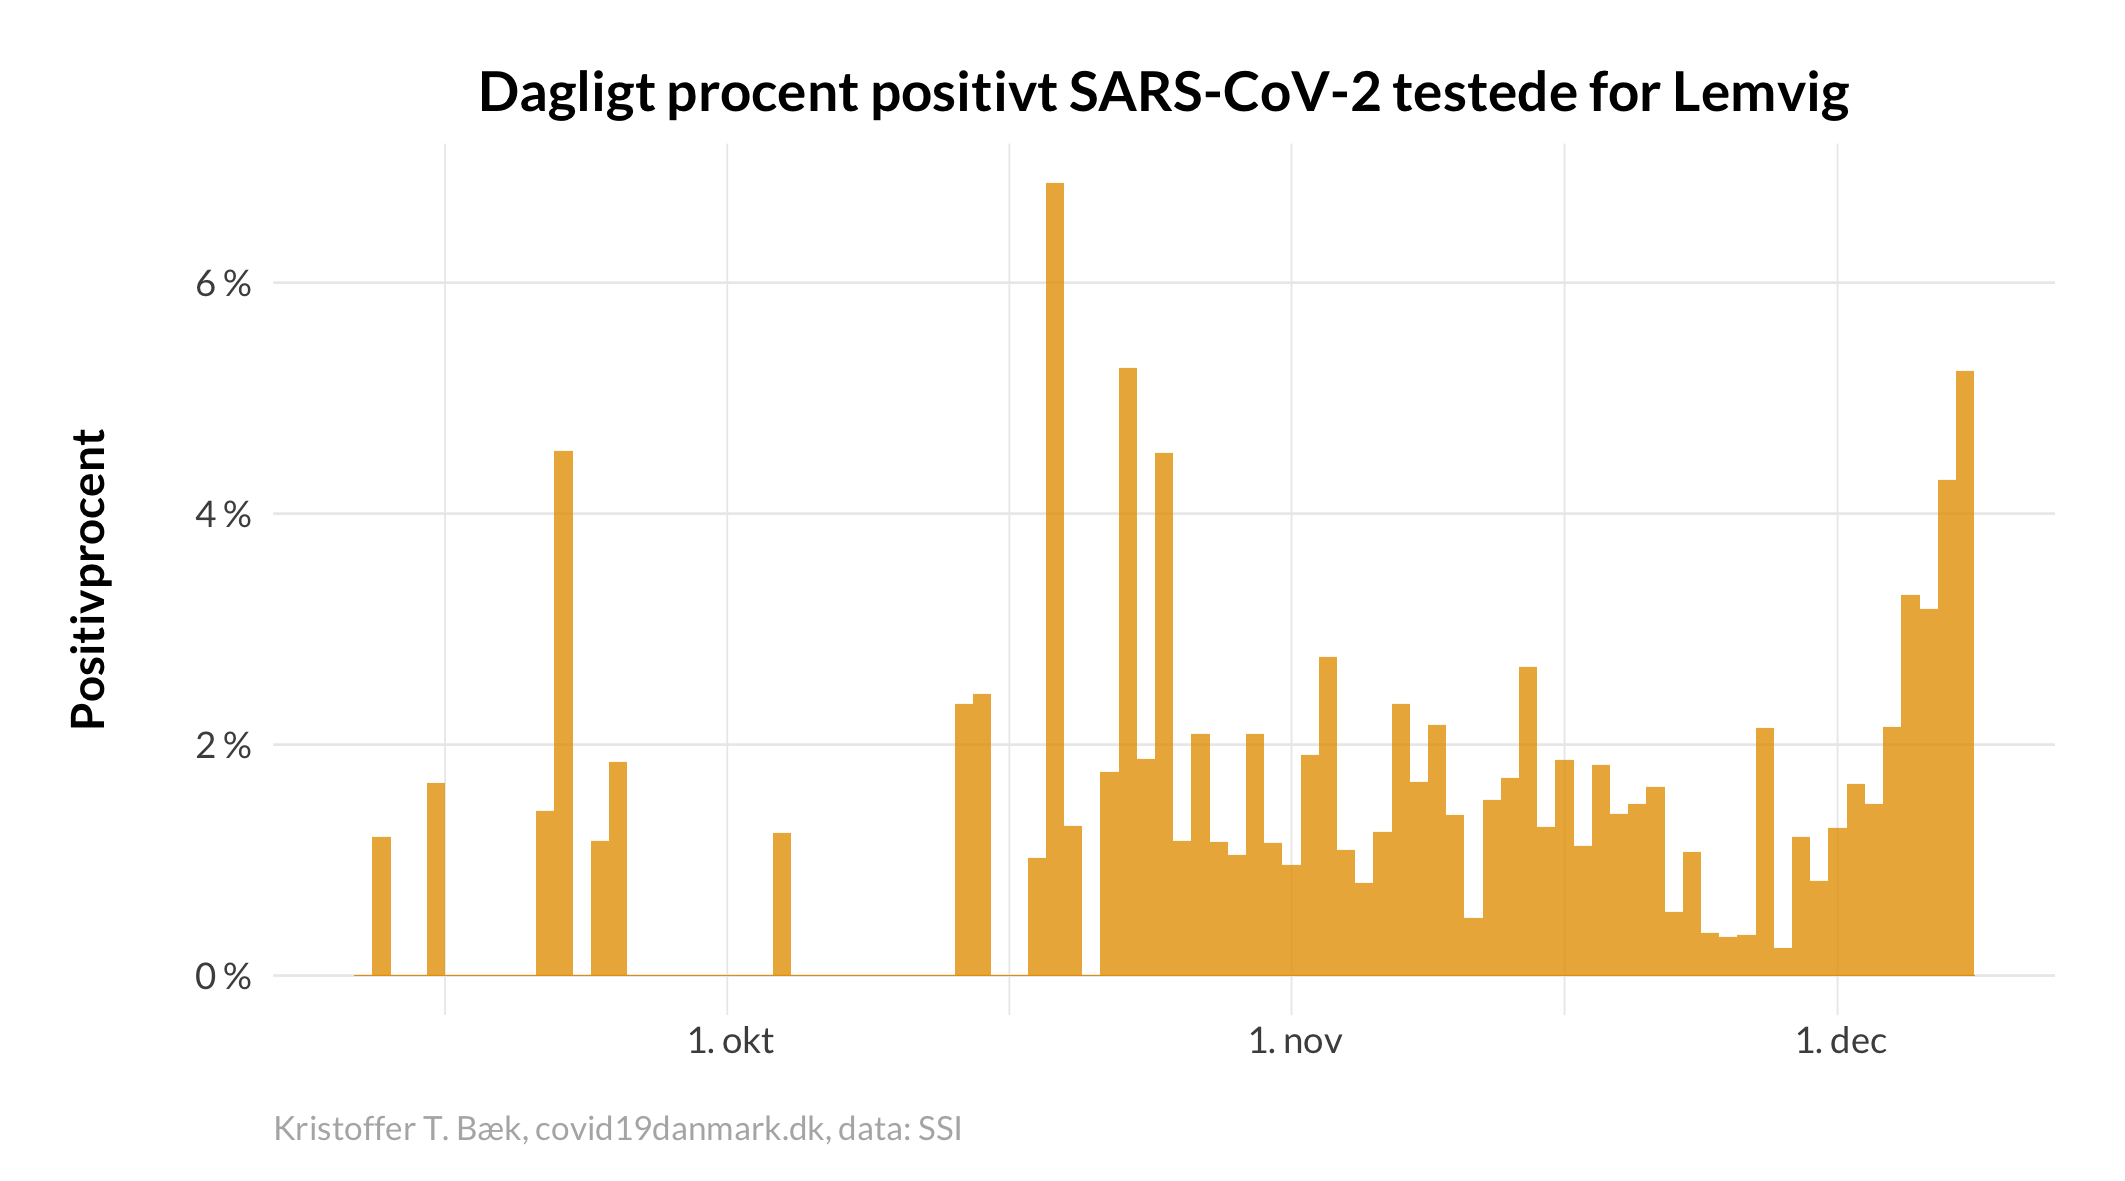 Dagligt procent positivt SARS-CoV-2 testede for Lemvig
Positivprocent
6 %
4 %
2 %
0 %
1. okt
1. nov
1. dec
Kristoffer T. Bæk, covid19danmark.dk, data: SSI